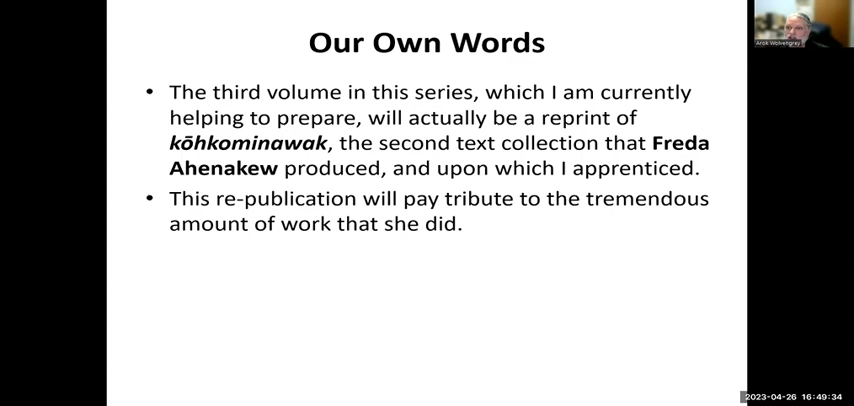 Our Own Words
• The third volume in this series, which I am currently
helping to prepare, will actually be a reprint of
kōhkominawak, the second text collection that Freda
Ahenakew produced, and upon which I apprenticed.
• This re-publication will pay tribute to the tremendous
amount of work that she did.
Arok Wolvengrey
2023-04-26 16:49:34